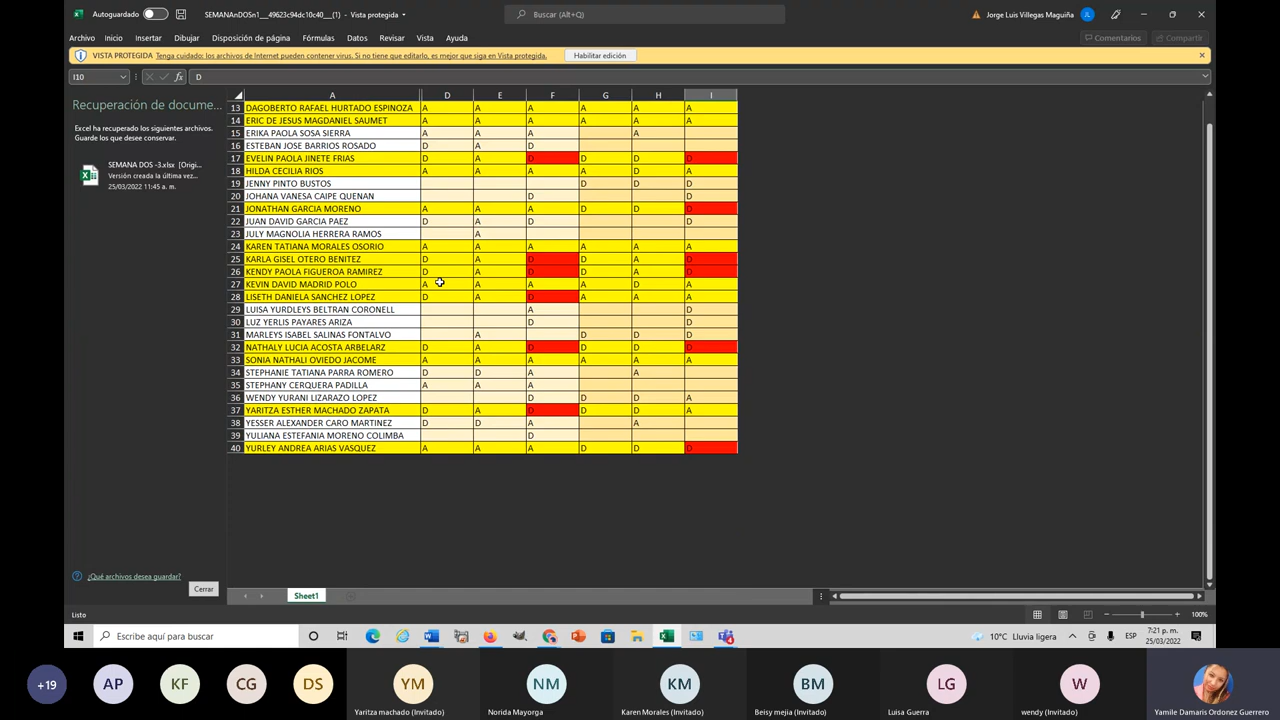 Autoguardado SEMANAnDOSn1___49623c94dc10c40___(1) - Vista protegida Buscar (Alt+Q) Jorge Luis Villegas Maguiña
Archivo Inicio Insertar Dibujar Disposición de página Fórmulas Datos Revisar Vista Ayuda Comentarios Compartir
VISTA PROTEGIDA Tenga cuidado: los archivos de Internet pueden contener virus. Si no tiene que editarlo, es mejor que siga en Vista protegida. Habilitar edición
I10 fx D
Recuperación de docume...
Excel ha recuperado los siguientes archivos.
Guarde los que desee conservar.
SEMANA DOS -3.xlsx [Origi...
Versión creada la última vez...
25/03/2022 11:45 a. m.
A D E F G H I
13 DAGOBERTO RAFAEL HURTADO ESPINOZA A A A A A A
14 ERIC DE JESUS MAGDANIEL SAUMET A A A A A A
15 ERIKA PAOLA SOSA SIERRA A A A A
16 ESTEBAN JOSE BARRIOS ROSADO D A D
17 EVELIN PAOLA JINETE FRIAS D A D D D D
18 HILDA CECILIA RIOS A A A A D A
19 JENNY PINTO BUSTOS D D D
20 JOHANA VANESA CAIPE QUENAN D D
21 JONATHAN GARCIA MORENO A A A D D D
22 JUAN DAVID GARCIA PAEZ D A D D
23 JULY MAGNOLIA HERRERA RAMOS A
24 KAREN TATIANA MORALES OSORIO A A A A A A
25 KARLA GISEL OTERO BENITEZ D A D D A D
26 KENDY PAOLA FIGUEROA RAMIREZ D A D D A D
27 KEVIN DAVID MADRID POLO A A A A D A
28 LISETH DANIELA SANCHEZ LOPEZ D A D A A A
29 LUISA YURDLEYS BELTRAN CORONELL A D
30 LUZ YERLIS PAYARES ARIZA D D
31 MARLEYS ISABEL SALINAS FONTALVO A D D D
32 NATHALY LUCIA ACOSTA ARBELARZ D A D D D D
33 SONIA NATHALI OVIEDO JACOME A A A A A A
34 STEPHANIE TATIANA PARRA ROMERO D D A A
35 STEPHANY CERQUERA PADILLA A A A
36 WENDY YURANI LIZARAZO LOPEZ D D D A
37 YARITZA ESTHER MACHADO ZAPATA D A D D D A
38 YESSER ALEXANDER CARO MARTINEZ D D A A
39 YULIANA ESTEFANIA MORENO COLIMBA D
40 YURLEY ANDREA ARIAS VASQUEZ A A A D D D
¿Qué archivos desea guardar? Cerrar
Sheet1
Listo 100%
Escribe aquí para buscar 10°C Lluvia ligera ESP 7:21 p. m.
25/03/2022
+19 AP KF CG DS YM NM KM BM LG W
Yaritza machado (Invitado) Norida Mayorga Karen Morales (Invitado) Beisy mejía (Invitado) Luisa Guerra wendy (Invitado) Yamile Damaris Ordonez Guerrero